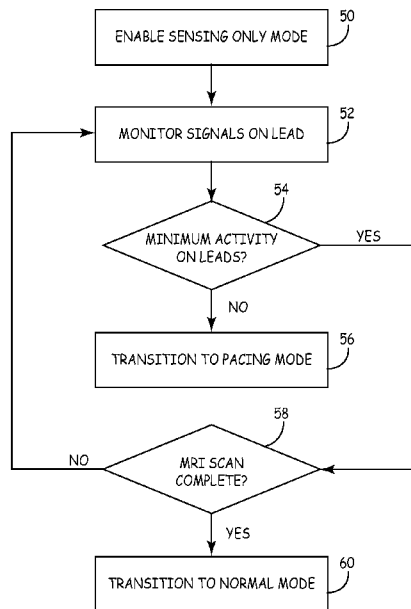 50
ENABLE SENSING ONLY MODE
52
MONITOR SIGNALS ON LEAD
54
MINIMUM ACTIVITY
ON LEADS?
YES
NO
56
TRANSITION TO PACING MODE
58
MRI SCAN
COMPLETE?
NO
YES
60
TRANSITION TO NORMAL MODE